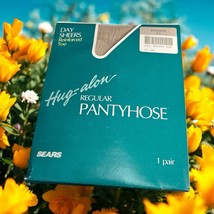 DAY
SHEERS
Reinforced
Toe
Hug-alon
REGULAR
PANTYHOSE
SEARS
1 pair